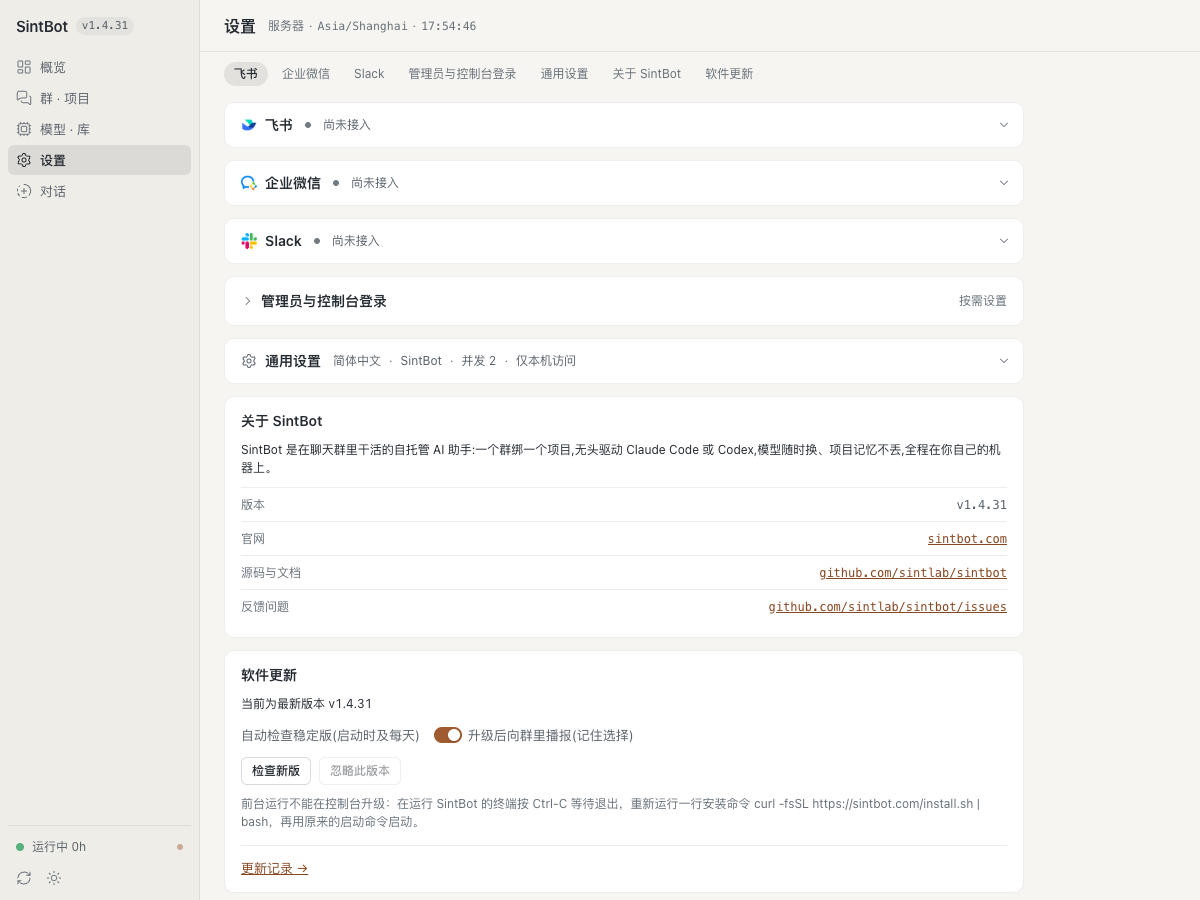 SintBot v1.4.31
概览
群 · 项目
模型 · 库
设置
对话
运行中 0h
设置 服务器 · Asia/Shanghai · 17:54:46
飞书 企业微信 Slack 管理员与控制台登录 通用设置 关于 SintBot 软件更新
飞书 • 尚未接入
企业微信 • 尚未接入
Slack • 尚未接入
管理员与控制台登录 按需设置
通用设置 简体中文 · SintBot · 并发 2 · 仅本机访问
关于 SintBot
SintBot 是在聊天群里干活的自托管 AI 助手:一个群绑一个项目,无头驱动 Claude Code 或 Codex,模型随时换、项目记忆不丢,全程在你自己的机
器上。
版本 v1.4.31
官网 sintbot.com
源码与文档 github.com/sintlab/sintbot
反馈问题 github.com/sintlab/sintbot/issues
软件更新
当前为最新版本 v1.4.31
自动检查稳定版(启动时及每天) 升级后向群里播报(记住选择)
检查新版 忽略此版本
前台运行不能在控制台升级：在运行 SintBot 的终端按 Ctrl-C 等待退出，重新运行一行安装命令 curl -fsSL https://sintbot.com/install.sh |
bash，再用原来的启动命令启动。
更新记录 →